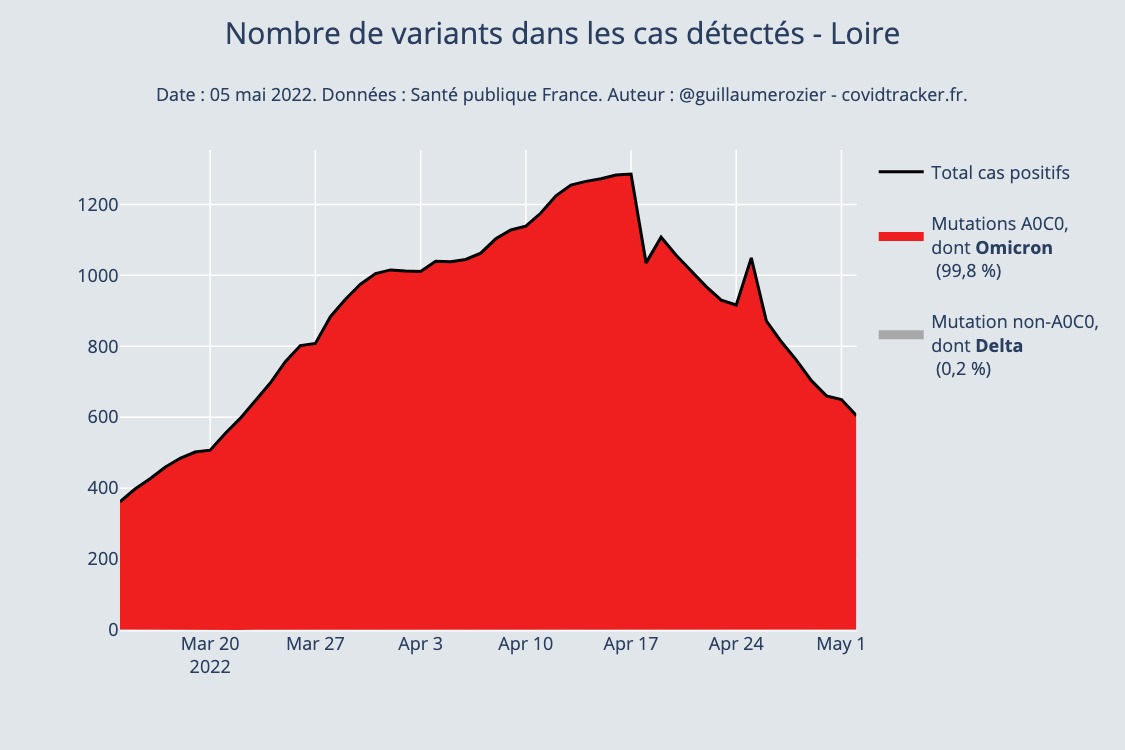 Nombre de variants dans les cas détectés - Loire
Date : 05 mai 2022. Données : Santé publique France. Auteur : @guillaumerozier - covidtracker.fr.
Total cas positifs
Mutations A0C0,
dont Omicron
(99,8 %)
Mutation non-A0C0,
dont Delta
(0,2 %)
1200
1000
800
600
400
200
0
Mar 20 Mar 27 Apr 3 Apr 10 Apr 17 Apr 24 May 1
2022